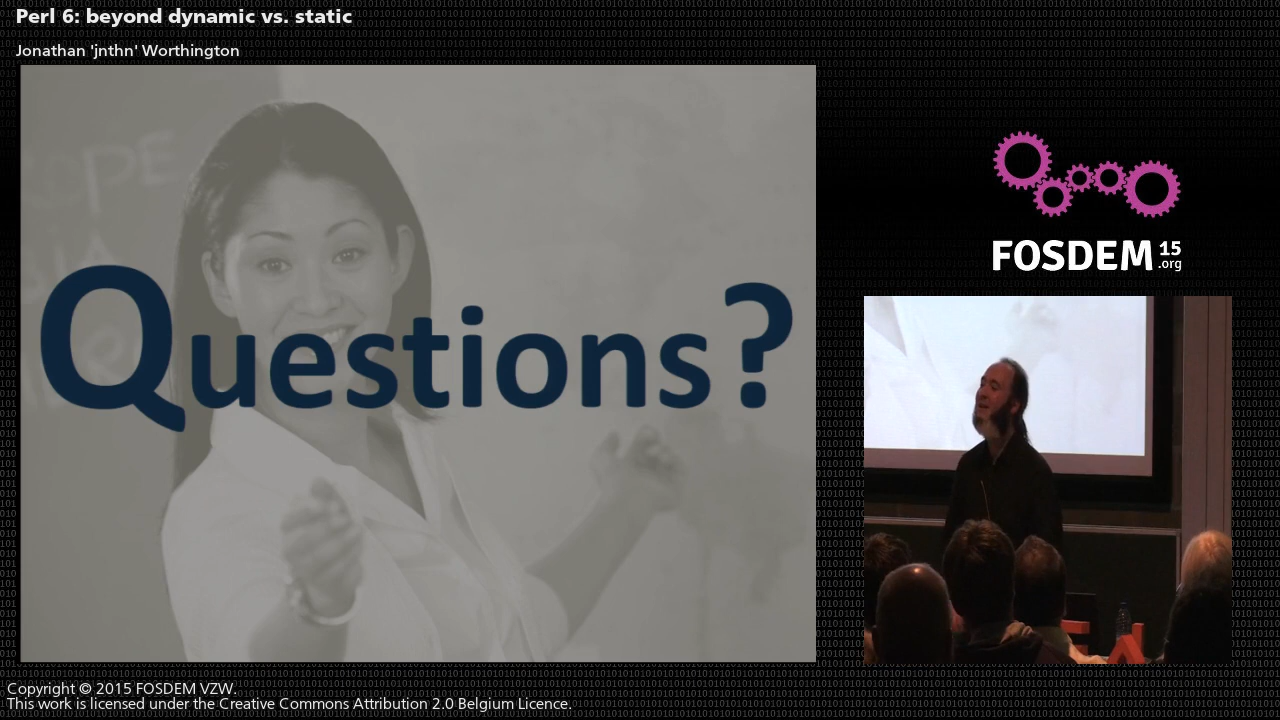 Perl 6: beyond dynamic vs. static
Jonathan 'jnthn' Worthington
Questions?
FOSDEM 15
.org
Copyright © 2015 FOSDEM VZW.
This work is licensed under the Creative Commons Attribution 2.0 Belgium Licence.